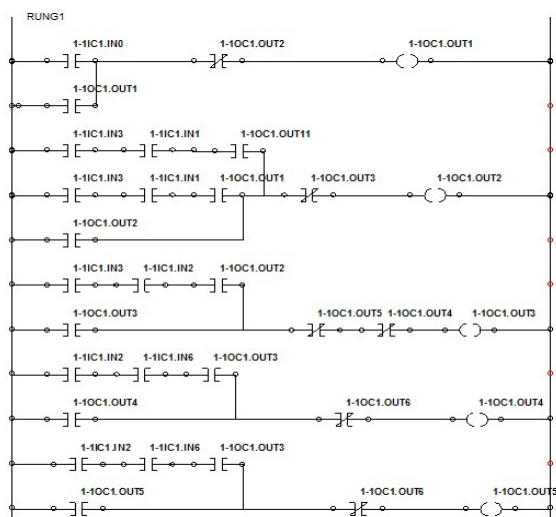 RUNG1
1-1IC1.IN0 1-1OC1.OUT2 1-1OC1.OUT1
1-1OC1.OUT1
1-1IC1.IN3 1-1IC1.IN1 1-1OC1.OUT11
1-1IC1.IN3 1-1IC1.IN1 1-1OC1.OUT1 1-1OC1.OUT3 1-1OC1.OUT2
1-1OC1.OUT2
1-1IC1.IN3 1-1IC1.IN2 1-1OC1.OUT2
1-1OC1.OUT3 1-1OC1.OUT5 1-1OC1.OUT4 1-1OC1.OUT3
1-1IC1.IN2 1-1IC1.IN6 1-1OC1.OUT3
1-1OC1.OUT4 1-1OC1.OUT6 1-1OC1.OUT4
1-1IC1.IN2 1-1IC1.IN6 1-1OC1.OUT3
1-1OC1.OUT5 1-1OC1.OUT6 1-1OC1.OUT5